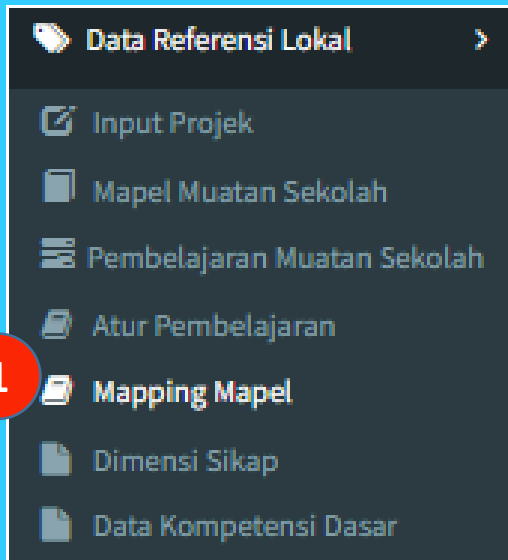 Data Referensi Lokal
Input Projek
Mapel Muatan Sekolah
Pembelajaran Muatan Sekolah
Atur Pembelajaran
1
Mapping Mapel
Dimensi Sikap
Data Kompetensi Dasar